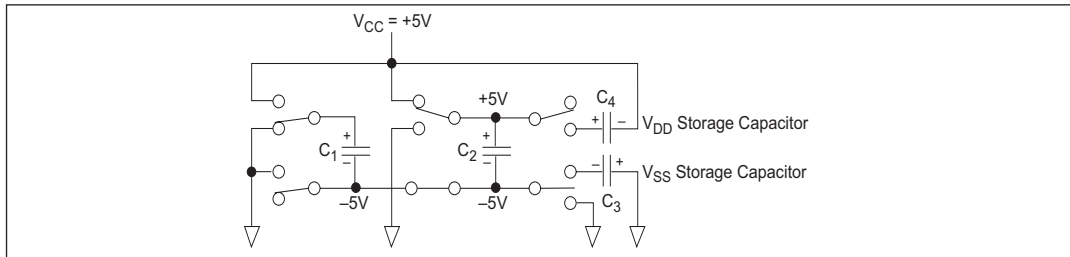 V_CC = +5V
+5V
C_4
+ –
V_DD Storage Capacitor
+
C_1
–
+
C_2
–
– +
V_SS Storage Capacitor
C_3
–5V
–5V